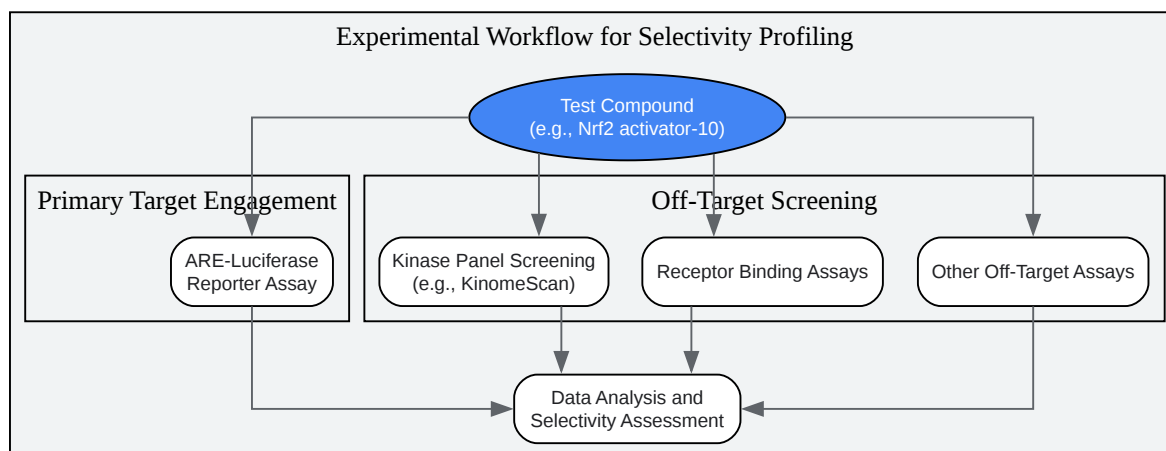 Experimental Workflow for Selectivity Profiling
Test Compound
(e.g., Nrf2 activator-10)
Primary Target Engagement
Off-Target Screening
ARE-Luciferase
Reporter Assay
Kinase Panel Screening
(e.g., KinomeScan)
Receptor Binding Assays
Other Off-Target Assays
Data Analysis and
Selectivity Assessment